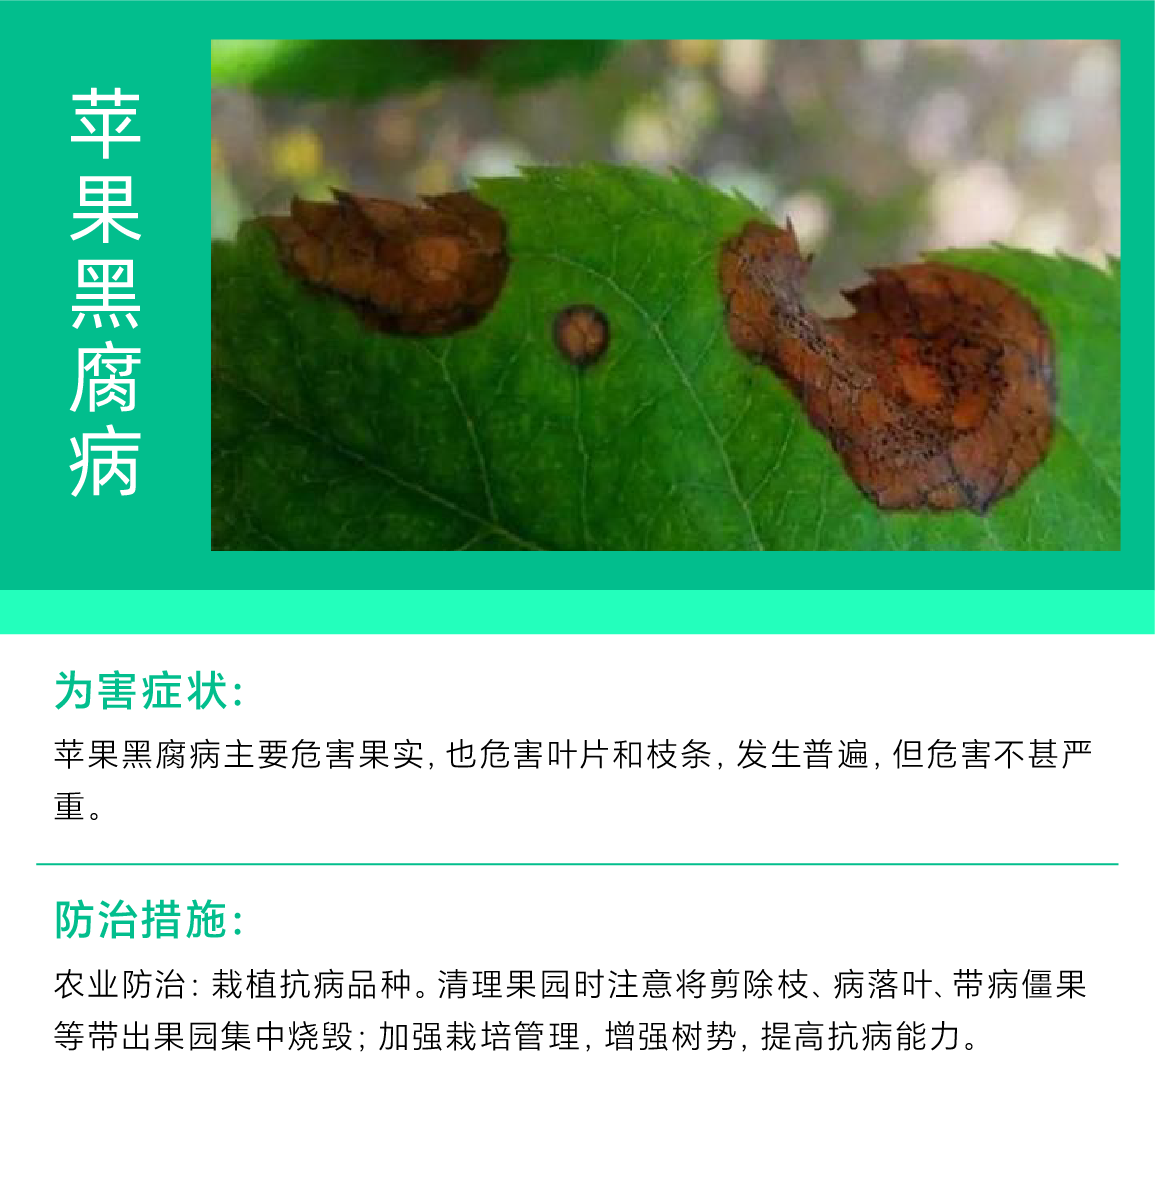 苹果黑腐病
为害症状：
苹果黑腐病主要危害果实，也危害叶片和枝条，发生普遍，但危害不甚严
重。
防治措施：
农业防治：栽植抗病品种。清理果园时注意将剪除枝、病落叶、带病僵果
等带出果园集中烧毁；加强栽培管理，增强树势，提高抗病能力。